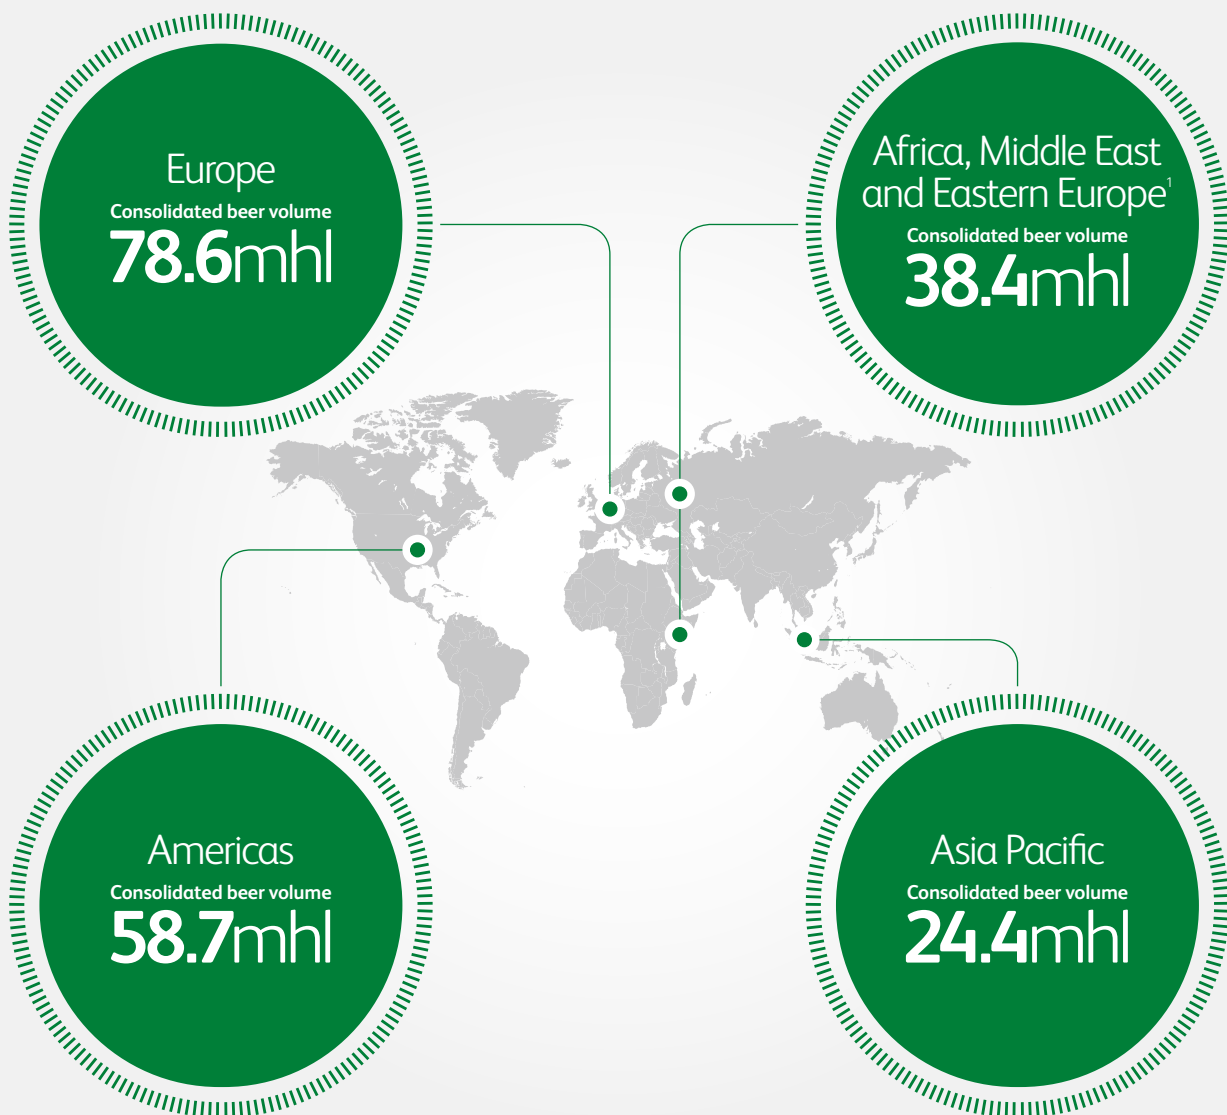 Europe
Consolidated beer volume
78.6mhl
Africa, Middle East
and Eastern Europe¹
Consolidated beer volume
38.4mhl
Americas
Consolidated beer volume
58.7mhl
Asia Pacific
Consolidated beer volume
24.4mhl